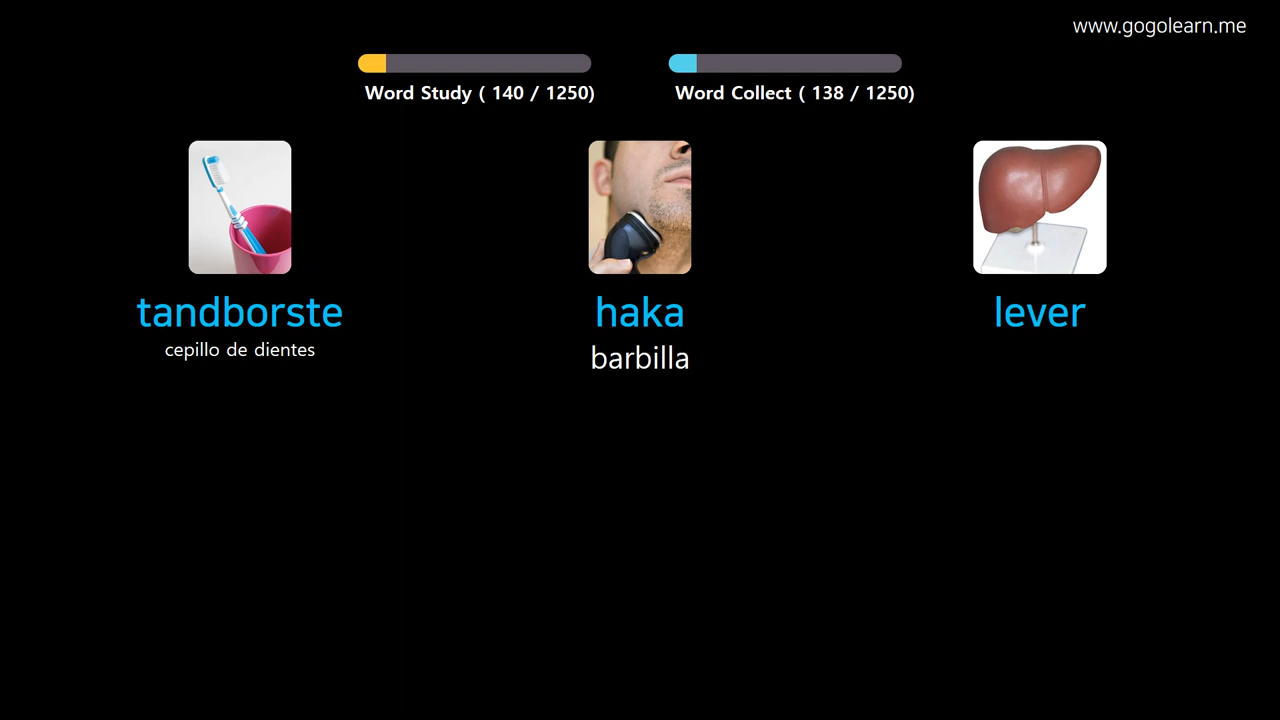 www.gogolearn.me
Word Study ( 140 / 1250)
Word Collect ( 138 / 1250)
tandborste
cepillo de dientes
haka
barbilla
lever